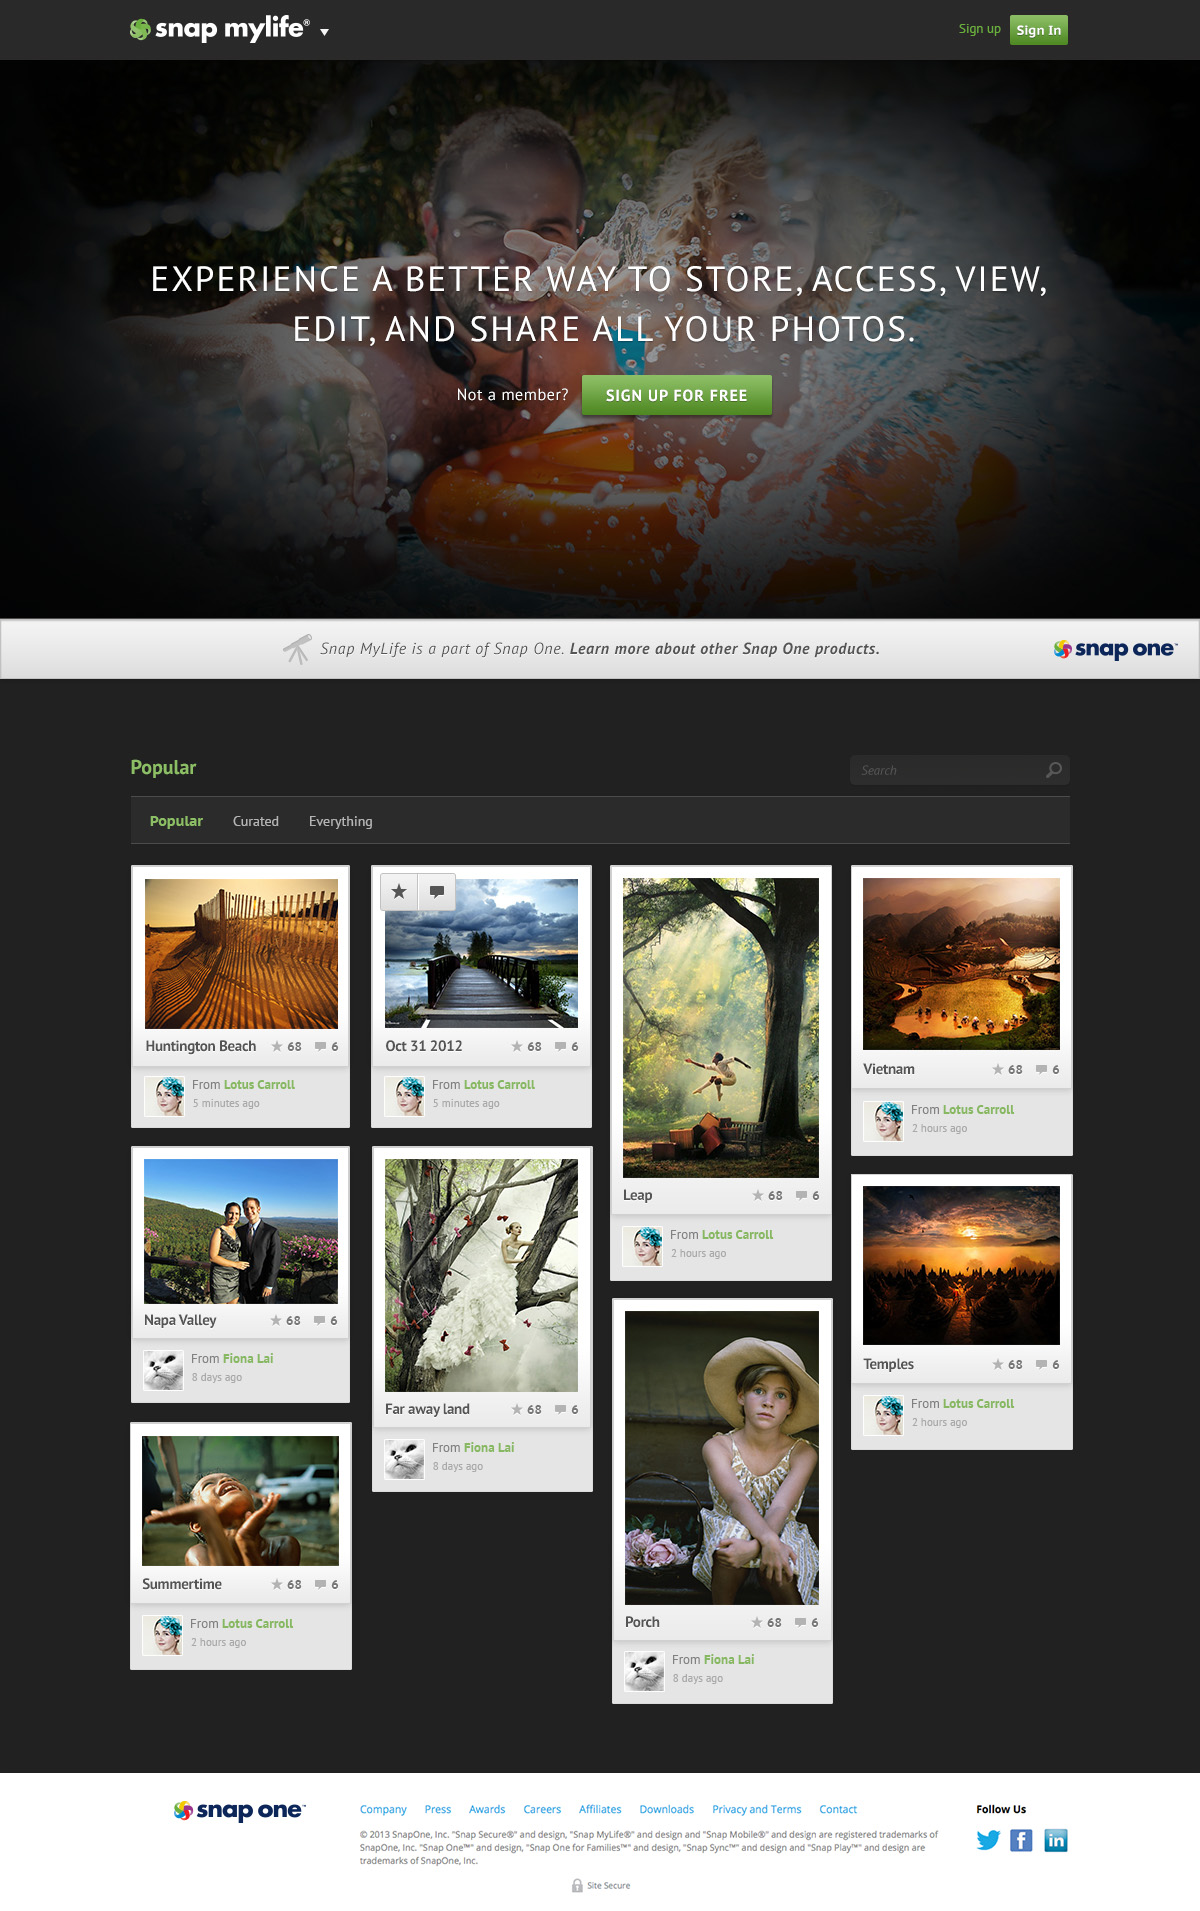 snap mylife®
Sign up
Sign In
EXPERIENCE A BETTER WAY TO STORE, ACCESS, VIEW,
EDIT, AND SHARE ALL YOUR PHOTOS.
Not a member?
SIGN UP FOR FREE
Snap MyLife is a part of Snap One. Learn more about other Snap One products.
snap one™
Popular
Search
Popular
Curated
Everything
Huntington Beach
68
6
From Lotus Carroll
5 minutes ago
Oct 31 2012
68
6
From Lotus Carroll
5 minutes ago
Leap
68
6
From Lotus Carroll
2 hours ago
Vietnam
68
6
From Lotus Carroll
2 hours ago
Napa Valley
68
6
From Fiona Lai
8 days ago
Far away land
68
6
From Fiona Lai
8 days ago
Porch
68
6
From Fiona Lai
8 days ago
Temples
68
6
From Lotus Carroll
2 hours ago
Summertime
68
6
From Lotus Carroll
2 hours ago
snap one™
Company
Press
Awards
Careers
Affiliates
Downloads
Privacy and Terms
Contact
© 2013 SnapOne, Inc. "Snap Secure®" and design, "Snap MyLife®" and design and "Snap Mobile®" and design are registered trademarks of
SnapOne, Inc. "Snap One™" and design, "Snap One for Families™" and design, "Snap Sync™" and design and "Snap Play™" and design are
trademarks of SnapOne, Inc.
Site Secure
Follow Us
f
in